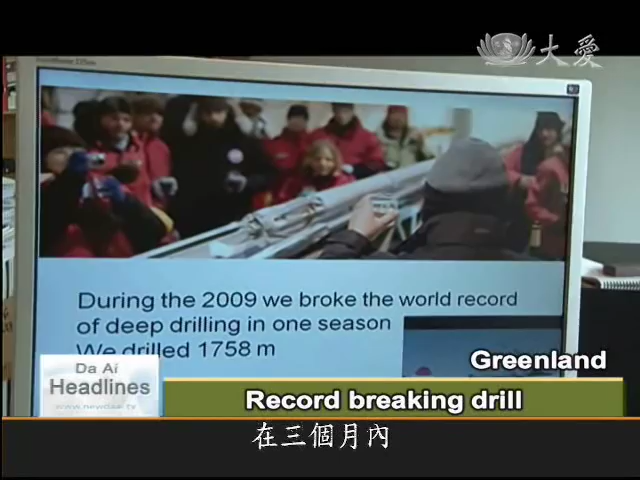 大愛
During the 2009 we broke the world record
of deep drilling in one season
We drilled 1758 m
Greenland
Da Ai
Headlines
Record breaking drill
在三個月內